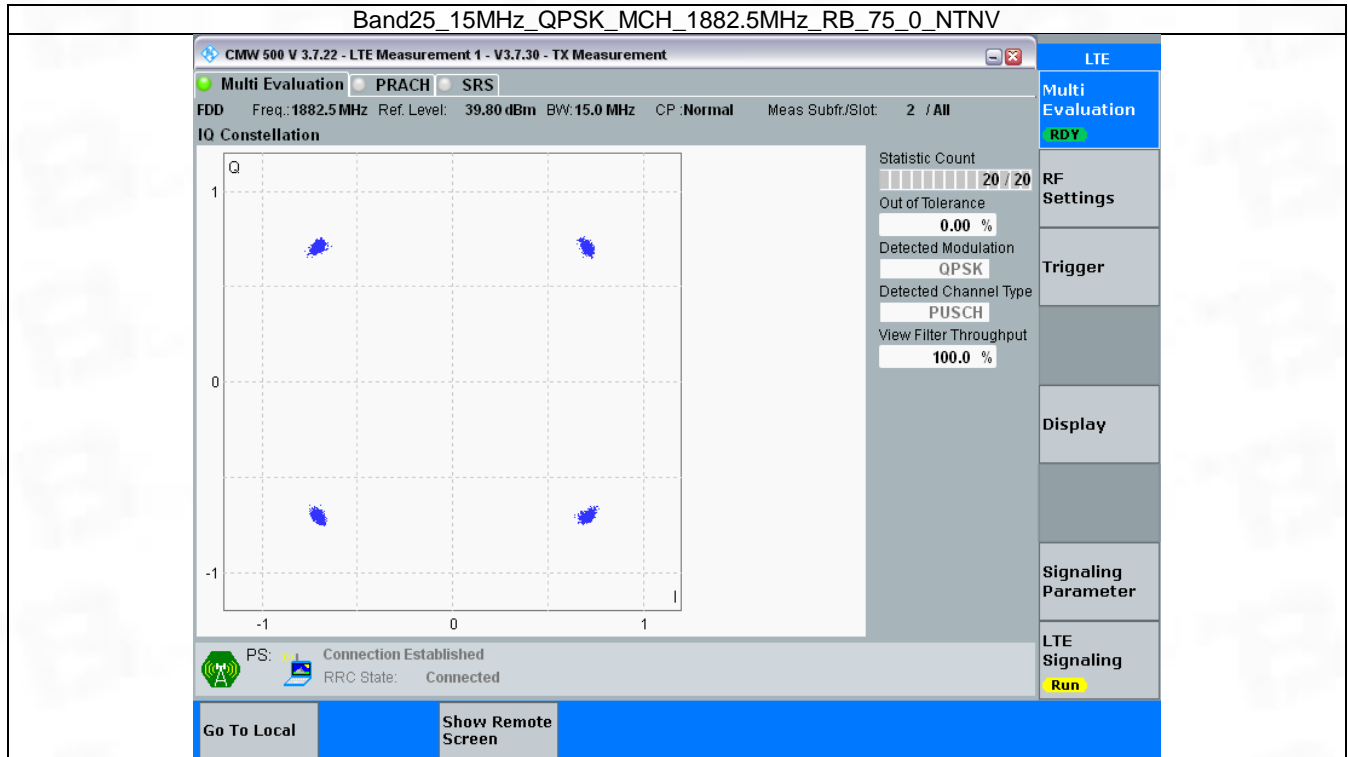 Band25_15MHz_QPSK_MCH_1882.5MHz_RB_75_0_NTNV
CMW 500 V 3.7.22 - LTE Measurement 1 - V3.7.30 - TX Measurement
LTE
Multi Evaluation PRACH SRS
Multi
Evaluation
RDY
FDD Freq.:1882.5 MHz Ref. Level: 39.80 dBm BW:15.0 MHz CP :Normal Meas Subfr./Slot: 2 / All
IQ Constellation
Q
1
0
-1
I
-1 0 1
Statistic Count
20 / 20
Out of Tolerance
0.00 %
Detected Modulation
QPSK
Detected Channel Type
PUSCH
View Filter Throughput
100.0 %
RF
Settings
Trigger
Display
Signaling
Parameter
LTE
Signaling
Run
PS: Connection Established
RRC State: Connected
Go To Local
Show Remote
Screen